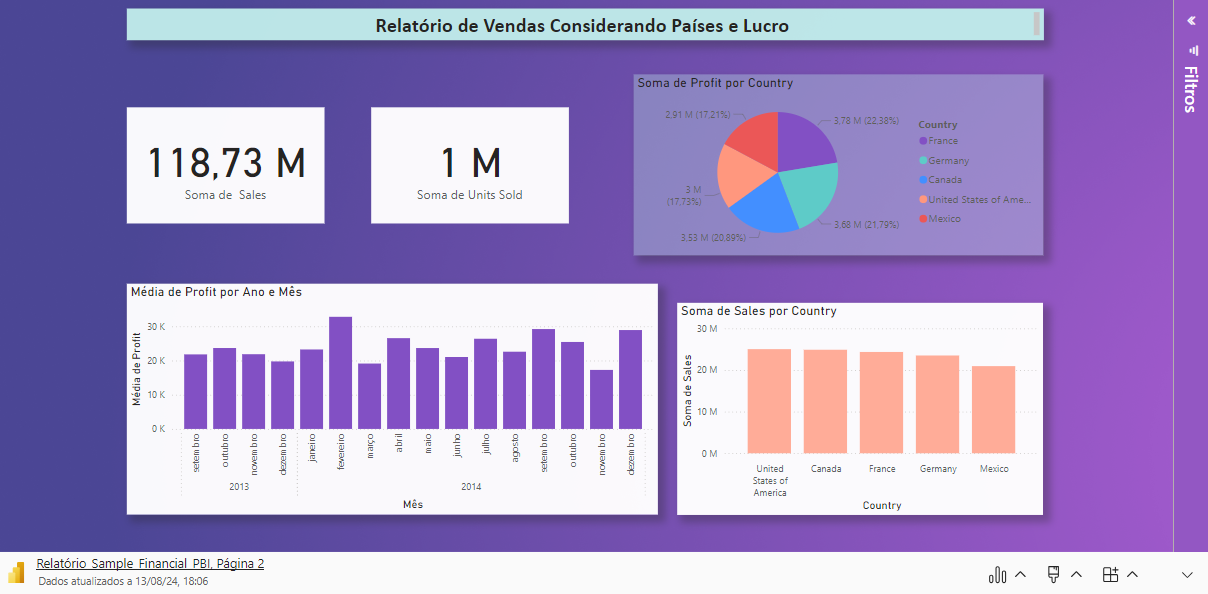 Relatório de Vendas Considerando Países e Lucro
Filtros
118,73 M
Soma de  Sales
1 M
Soma de Units Sold
Soma de Profit por Country
2,91 M (17,21%)
3,78 M (22,38%)
3 M
(17,73%)
3,53 M (20,89%)
3,68 M (21,79%)
Country
France
Germany
Canada
United States of Ame...
Mexico
Média de Profit por Ano e Mês
Média de Profit
30 K
20 K
10 K
0 K
setembro
outubro
novembro
dezembro
janeiro
fevereiro
março
abril
maio
junho
julho
agosto
setembro
outubro
novembro
dezembro
2013
2014
Mês
Soma de Sales por Country
Soma de Sales
30 M
20 M
10 M
0 M
United
States of
America
Canada
France
Germany
Mexico
Country
Relatório_Sample_Financial_PBI, Página 2
Dados atualizados a 13/08/24, 18:06